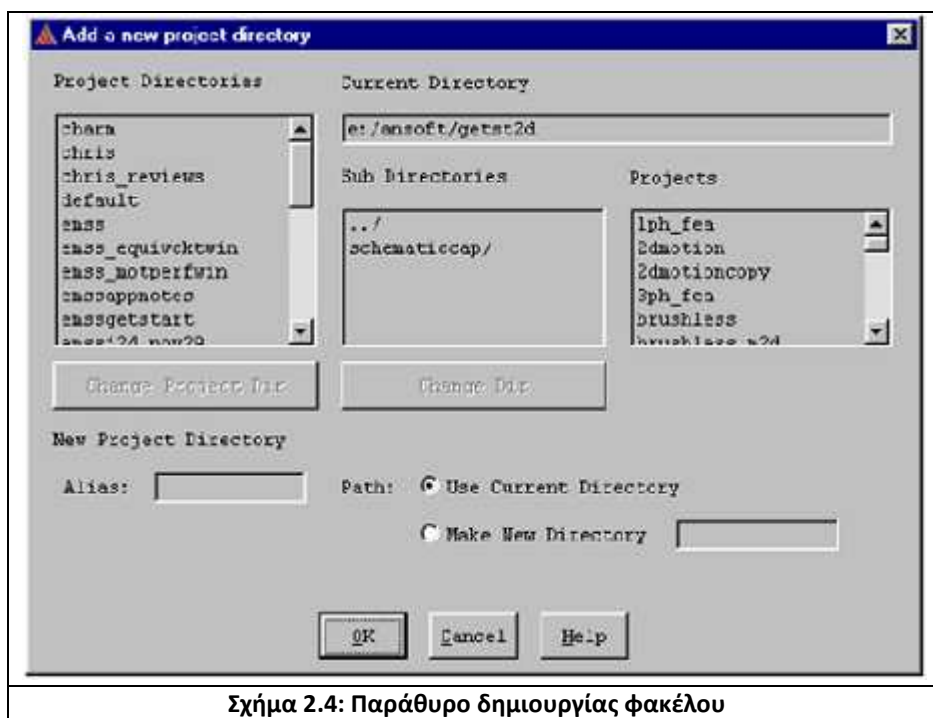 Add a new project directory
Project Directories
Current Directory
charm
chris
chris_reviews
default
emss
emss_equivcktwin
emss_motperfwin
emssappnotes
emssgetstart
e:/ansoft/getst2d
Sub Directories
../
schematiccap/
Projects
1ph_fea
2dmotion
2dmotioncopy
3ph_fea
brushless
Change Project Dir
Change Dir
New Project Directory
Alias:
Path:
Use Current Directory
Make New Directory
OK
Cancel
Help
Σχήμα 2.4: Παράθυρο δημιουργίας φακέλου